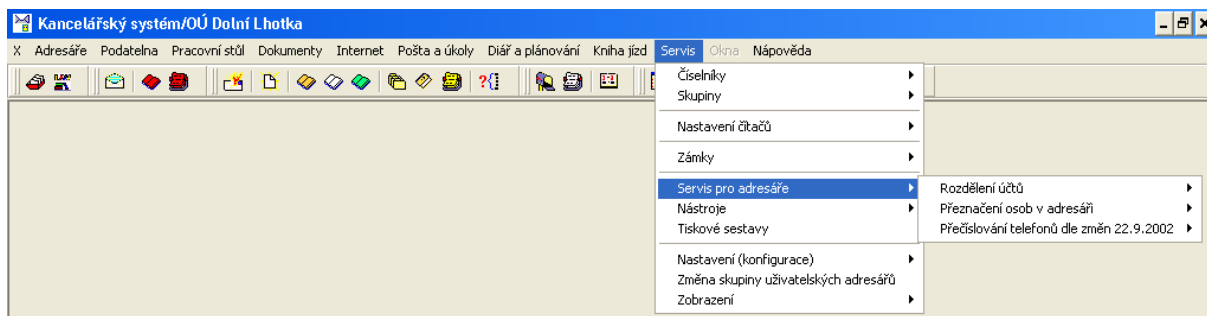 Kancelářský systém/OÚ Dolní Lhotka
X Adresáře Podatelna Pracovní stůl Dokumenty Internet Pošta a úkoly Diář a plánování Kniha jízd Servis Okna Nápověda
Číselníky
Skupiny
Nastavení čítačů
Zámky
Servis pro adresáře
Nástroje
Tiskové sestavy
Nastavení (konfigurace)
Změna skupiny uživatelských adresářů
Zobrazení
Rozdělení účtů
Přeznačení osob v adresáři
Přečíslování telefonů dle změn 22.9.2002